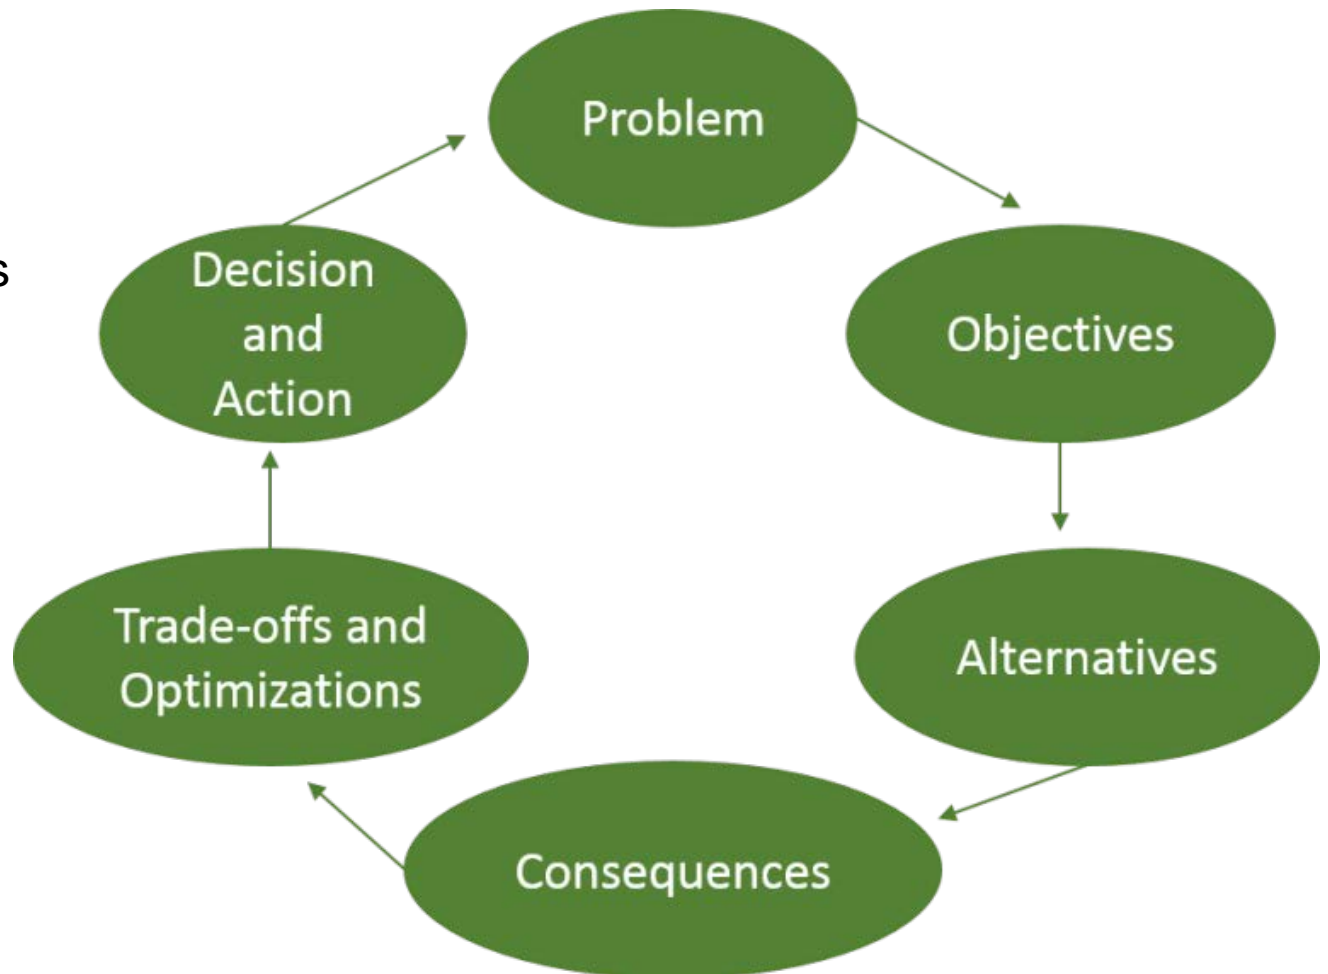 Problem
Decision
and
Action
s
Objectives
Trade-offs and
Optimizations
Alternatives
Consequences